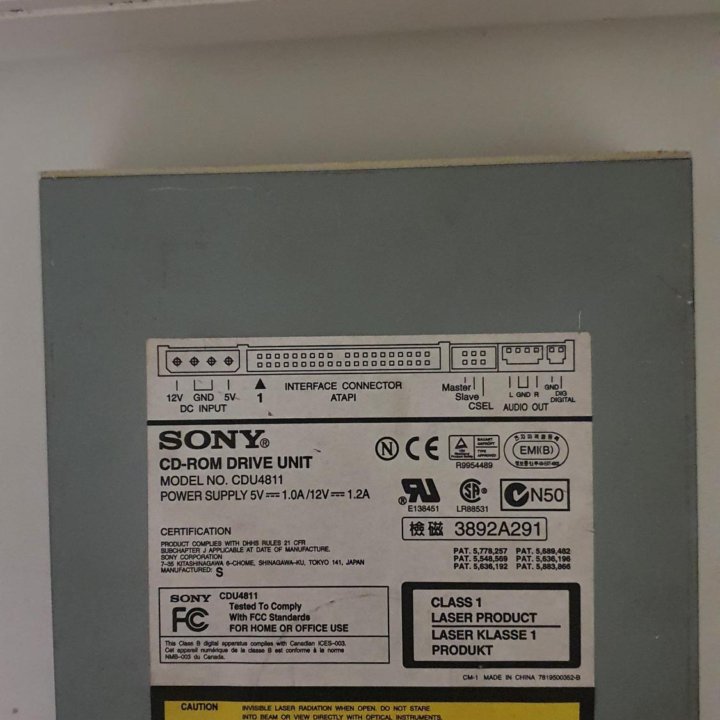 12V GND 5V
DC INPUT
1
INTERFACE CONNECTOR
ATAPI
Master
Slave
CSEL
L GND R
AUDIO OUT
GND
DIG
DIGITAL
SONY®
CD-ROM DRIVE UNIT
MODEL NO. CDU4811
POWER SUPPLY 5V⎓1.0A/12V⎓1.2A
N CE
R9954489
EMI(B)
E138451
LR88531
N50
檢磁 3892A291
CERTIFICATION
PRODUCT COMPLIES WITH DHHS RULES 21 CFR
SUBCHAPTER J APPLICABLE AT DATE OF MANUFACTURE.
SONY CORPORATION
7-35 KITASHINAGAWA 6-CHOME, SHINAGAWA-KU, TOKYO 141, JAPAN
MANUFACTURED: S
PAT. 5,778,257 PAT. 5,689,482
PAT. 5,548,569 PAT. 5,636,196
PAT. 5,636,192 PAT. 5,883,866
SONY CDU4811
FC
Tested To Comply
With FCC Standards
FOR HOME OR OFFICE USE
This Class B digital apparatus complies with Canadian ICES-003.
Cet appareil numérique de la classe B est conforme à la norme
NMB-003 du Canada.
CLASS 1
LASER PRODUCT
LASER KLASSE 1
PRODUKT
CM-1 MADE IN CHINA 7819500352-B
CAUTION INVISIBLE LASER RADIATION WHEN OPEN. DO NOT STARE
INTO BEAM OR VIEW DIRECTLY WITH OPTICAL INSTRUMENTS.